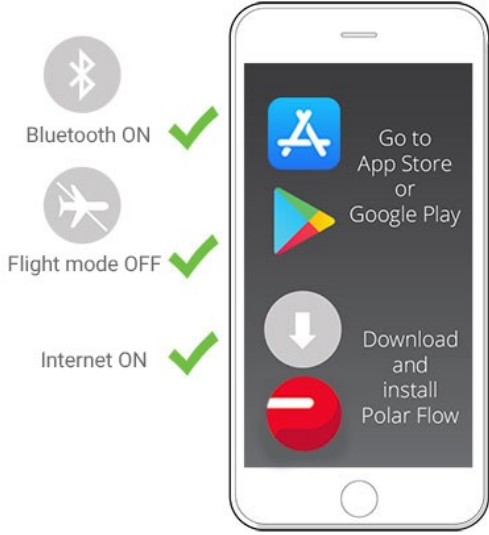 Bluetooth ON
Flight mode OFF
Internet ON
Go to
App Store
or
Google Play
Download
and
install
Polar Flow